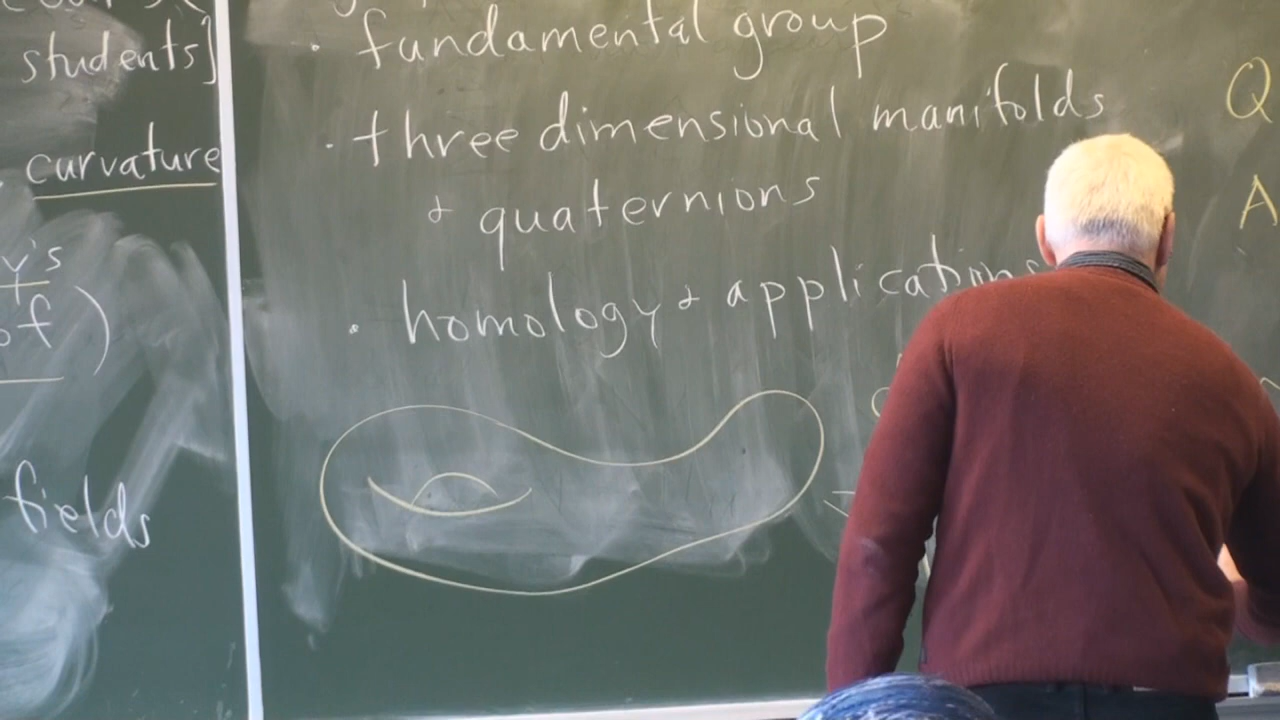 students]
curvature
fields
· fundamental group
· three dimensional manifolds
& quaternions
· homology & applications
Q
A